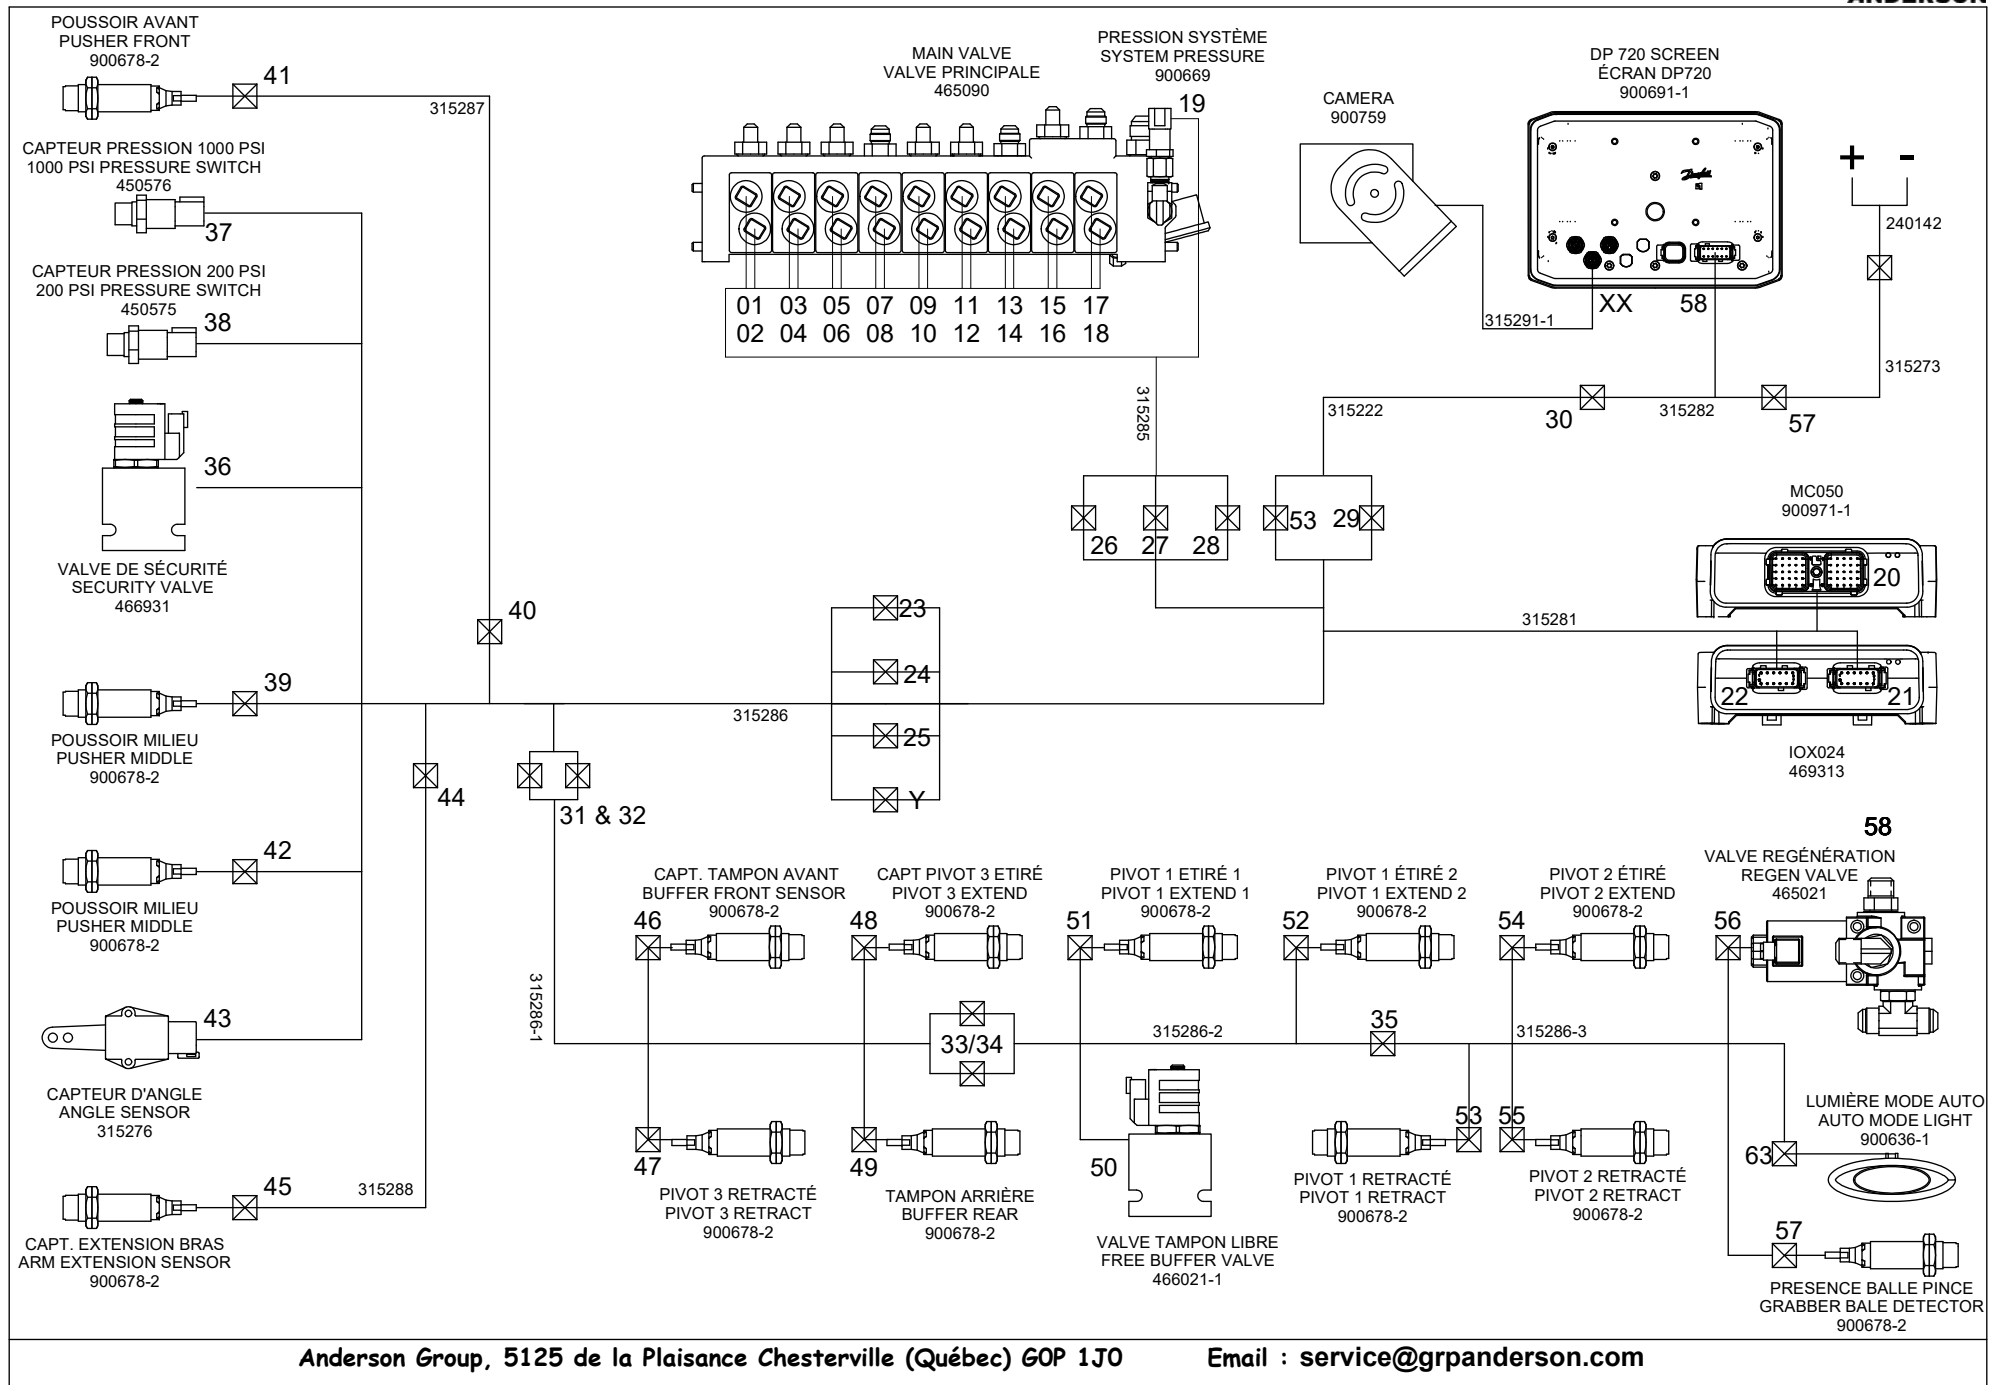 ANDERSON
POUSSOIR AVANT
PUSHER FRONT
900678-2
41
315287
CAPTEUR PRESSION 1000 PSI
1000 PSI PRESSURE SWITCH
450576
37
CAPTEUR PRESSION 200 PSI
200 PSI PRESSURE SWITCH
450575
38
36
VALVE DE SÉCURITÉ
SECURITY VALVE
466931
40
39
POUSSOIR MILIEU
PUSHER MIDDLE
900678-2
44
42
POUSSOIR MILIEU
PUSHER MIDDLE
900678-2
43
CAPTEUR D'ANGLE
ANGLE SENSOR
315276
45
315288
CAPT. EXTENSION BRAS
ARM EXTENSION SENSOR
900678-2
MAIN VALVE
VALVE PRINCIPALE
465090
PRESSION SYSTÈME
SYSTEM PRESSURE
900669
19
01 03 05 07 09 11 13 15 17
02 04 06 08 10 12 14 16 18
315285
CAMERA
900759
315291-1
DP 720 SCREEN
ÉCRAN DP720
900691-1
Danfoss
XX
58
+ -
240142
315273
315222
30
315282
57
26 27 28
53 29
MC050
900971-1
20
315281
22
21
IOX024
469313
23
24
315286
25
Y
31 & 32
315286-1
CAPT. TAMPON AVANT
BUFFER FRONT SENSOR
900678-2
46
CAPT PIVOT 3 ETIRÉ
PIVOT 3 EXTEND
900678-2
48
PIVOT 1 ETIRÉ 1
PIVOT 1 EXTEND 1
900678-2
51
PIVOT 1 ÉTIRÉ 2
PIVOT 1 EXTEND 2
900678-2
52
PIVOT 2 ÉTIRÉ
PIVOT 2 EXTEND
900678-2
54
58
VALVE REGÉNÉRATION
REGEN VALVE
465021
56
33/34
315286-2
35
315286-3
47
PIVOT 3 RETRACTÉ
PIVOT 3 RETRACT
900678-2
49
TAMPON ARRIÈRE
BUFFER REAR
900678-2
50
VALVE TAMPON LIBRE
FREE BUFFER VALVE
466021-1
53
PIVOT 1 RETRACTÉ
PIVOT 1 RETRACT
900678-2
55
PIVOT 2 RETRACTÉ
PIVOT 2 RETRACT
900678-2
LUMIÈRE MODE AUTO
AUTO MODE LIGHT
900636-1
63
57
PRESENCE BALLE PINCE
GRABBER BALE DETECTOR
900678-2
Anderson Group, 5125 de la Plaisance Chesterville (Québec) G0P 1J0 Email : service@grpanderson.com